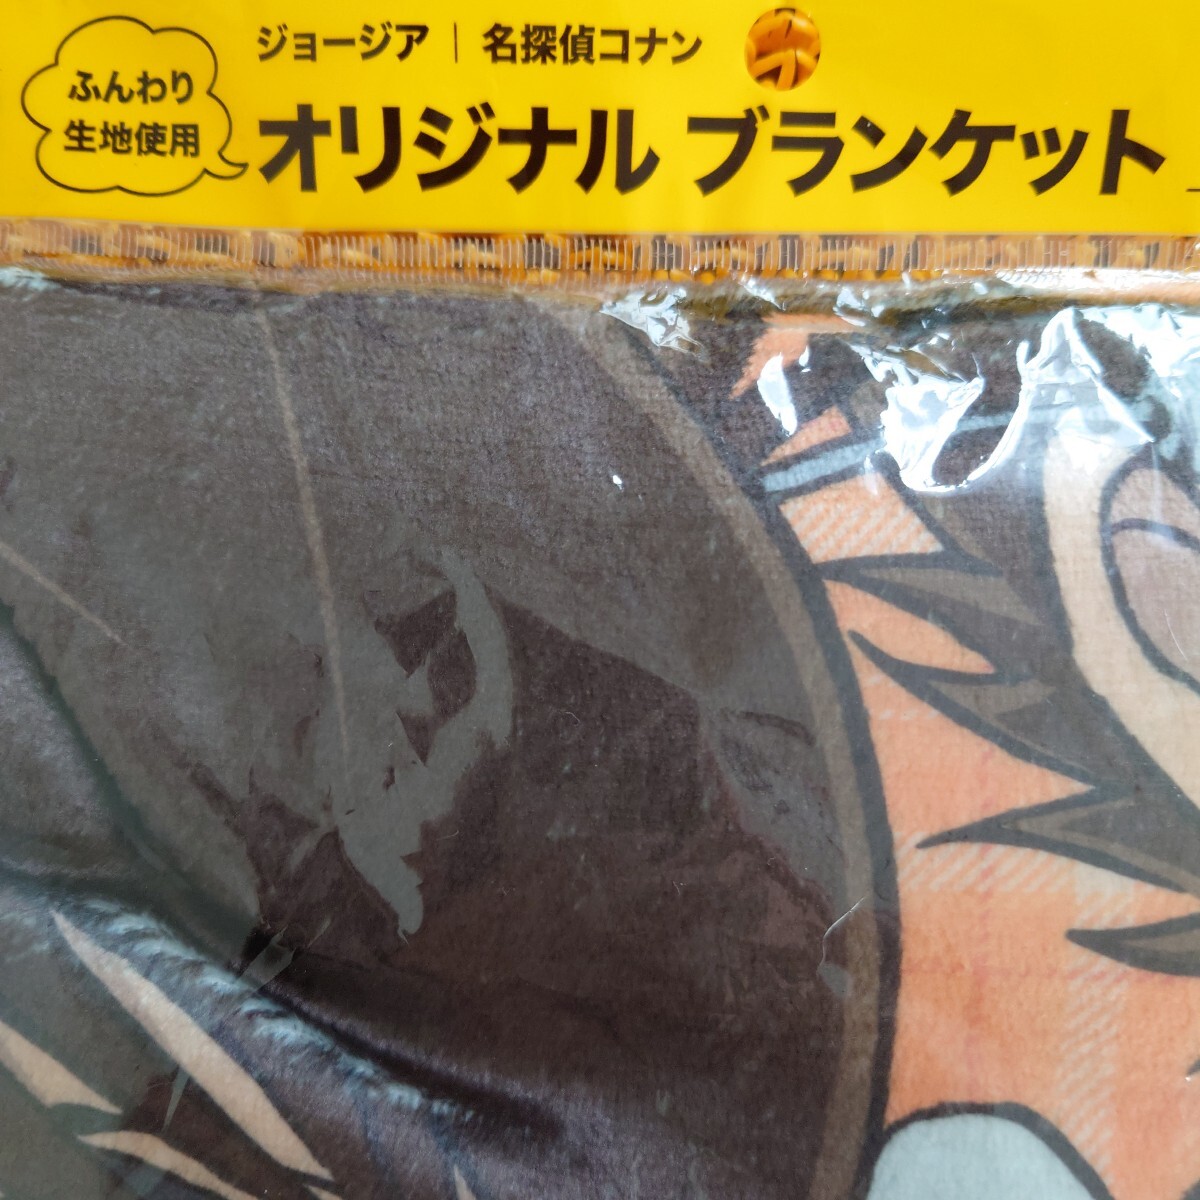 ふんわり
生地使用
ジョージア | 名探偵コナン
オリジナル ブランケット